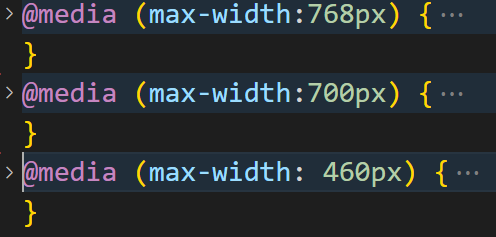 @media (max-width:768px) {···
}
@media (max-width:700px) {···
}
@media (max-width: 460px) {···
}